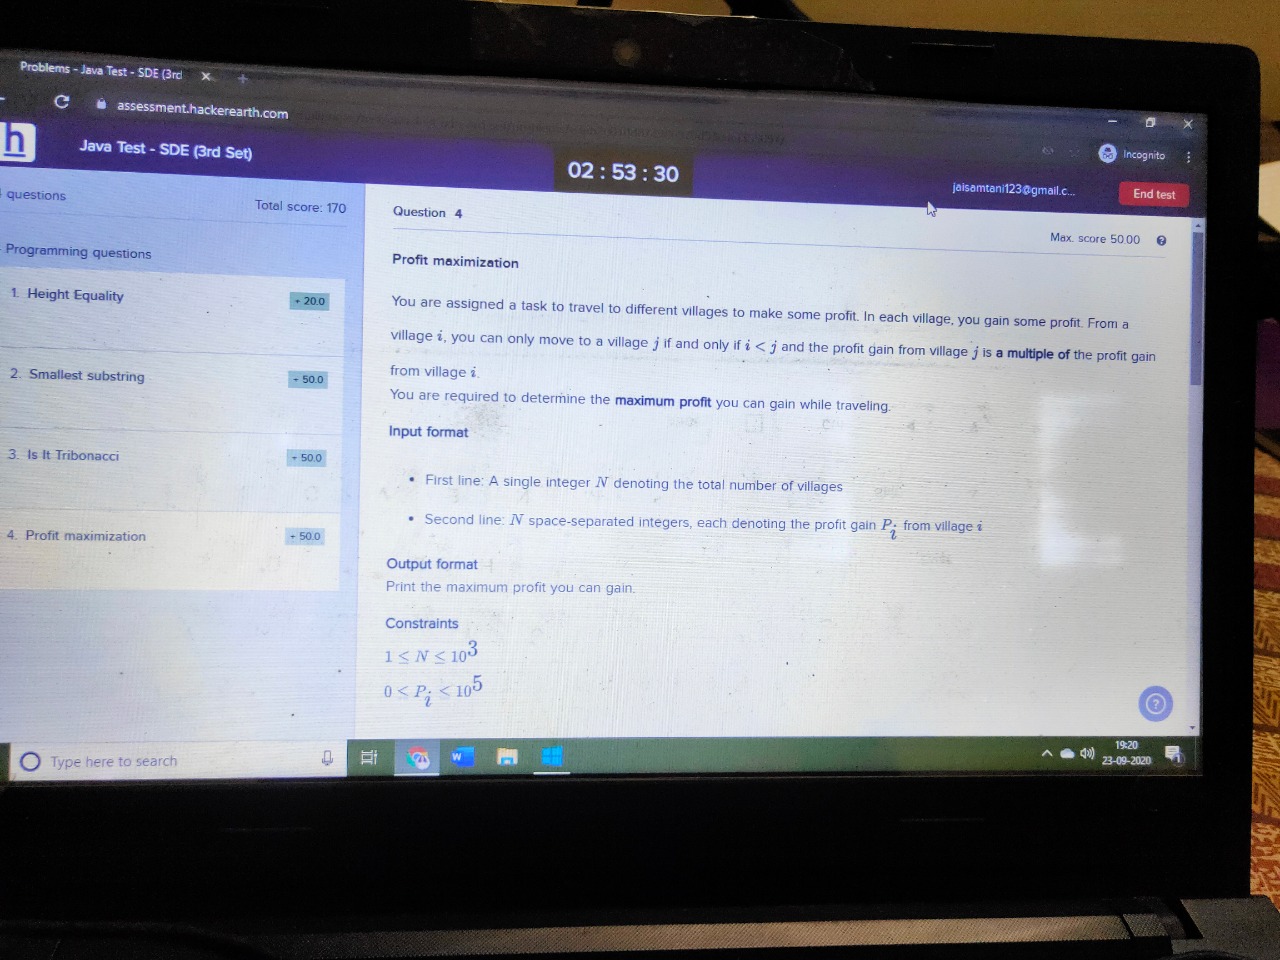 Problems - Java Test - SDE (3rd
assessment.hackerearth.com
Incognito
h
Java Test - SDE (3rd Set)
02 : 53 : 30
jaisamtani123@gmail.c...
End test
questions
Total score: 170
Programming questions
1. Height Equality
+ 20.0
2. Smallest substring
+ 50.0
3. Is It Tribonacci
+ 50.0
4. Profit maximization
+ 50.0
Question 4
Max. score 50.00
Profit maximization
You are assigned a task to travel to different villages to make some profit. In each village, you gain some profit. From a
village i, you can only move to a village j if and only if i < j and the profit gain from village j is a multiple of the profit gain
from village i.
You are required to determine the maximum profit you can gain while traveling.
Input format
• First line: A single integer N denoting the total number of villages
• Second line: N space-separated integers, each denoting the profit gain P_i from village i
Output format
Print the maximum profit you can gain.
Constraints
1 ≤ N ≤ 10^3
0 < P_i < 10^5
?
Type here to search
W
19:20
23-09-2020